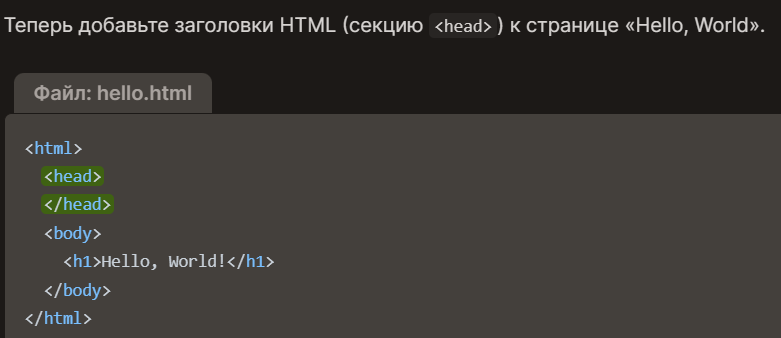 Теперь добавьте заголовки HTML (секцию <head>) к странице «Hello, World».
Файл: hello.html
<html>
<head>
</head>
<body>
<h1>Hello, World!</h1>
</body>
</html>